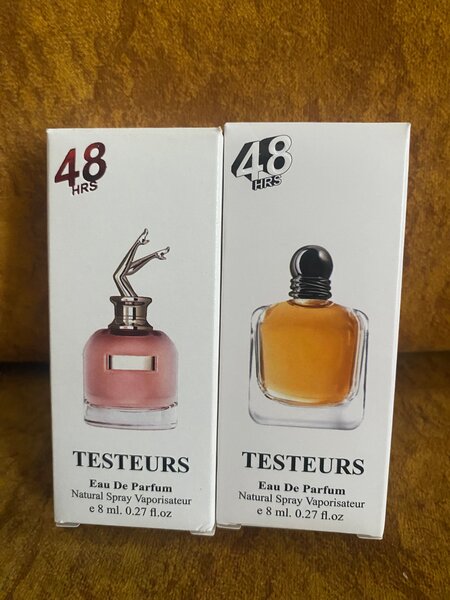 48
HRS
TESTEURS
Eau De Parfum
Natural Spray Vaporisateur
e 8 ml. 0.27 fl.oz
48
HRS
TESTEURS
Eau De Parfum
Natural Spray Vaporisateur
e 8 ml. 0.27 fl.oz